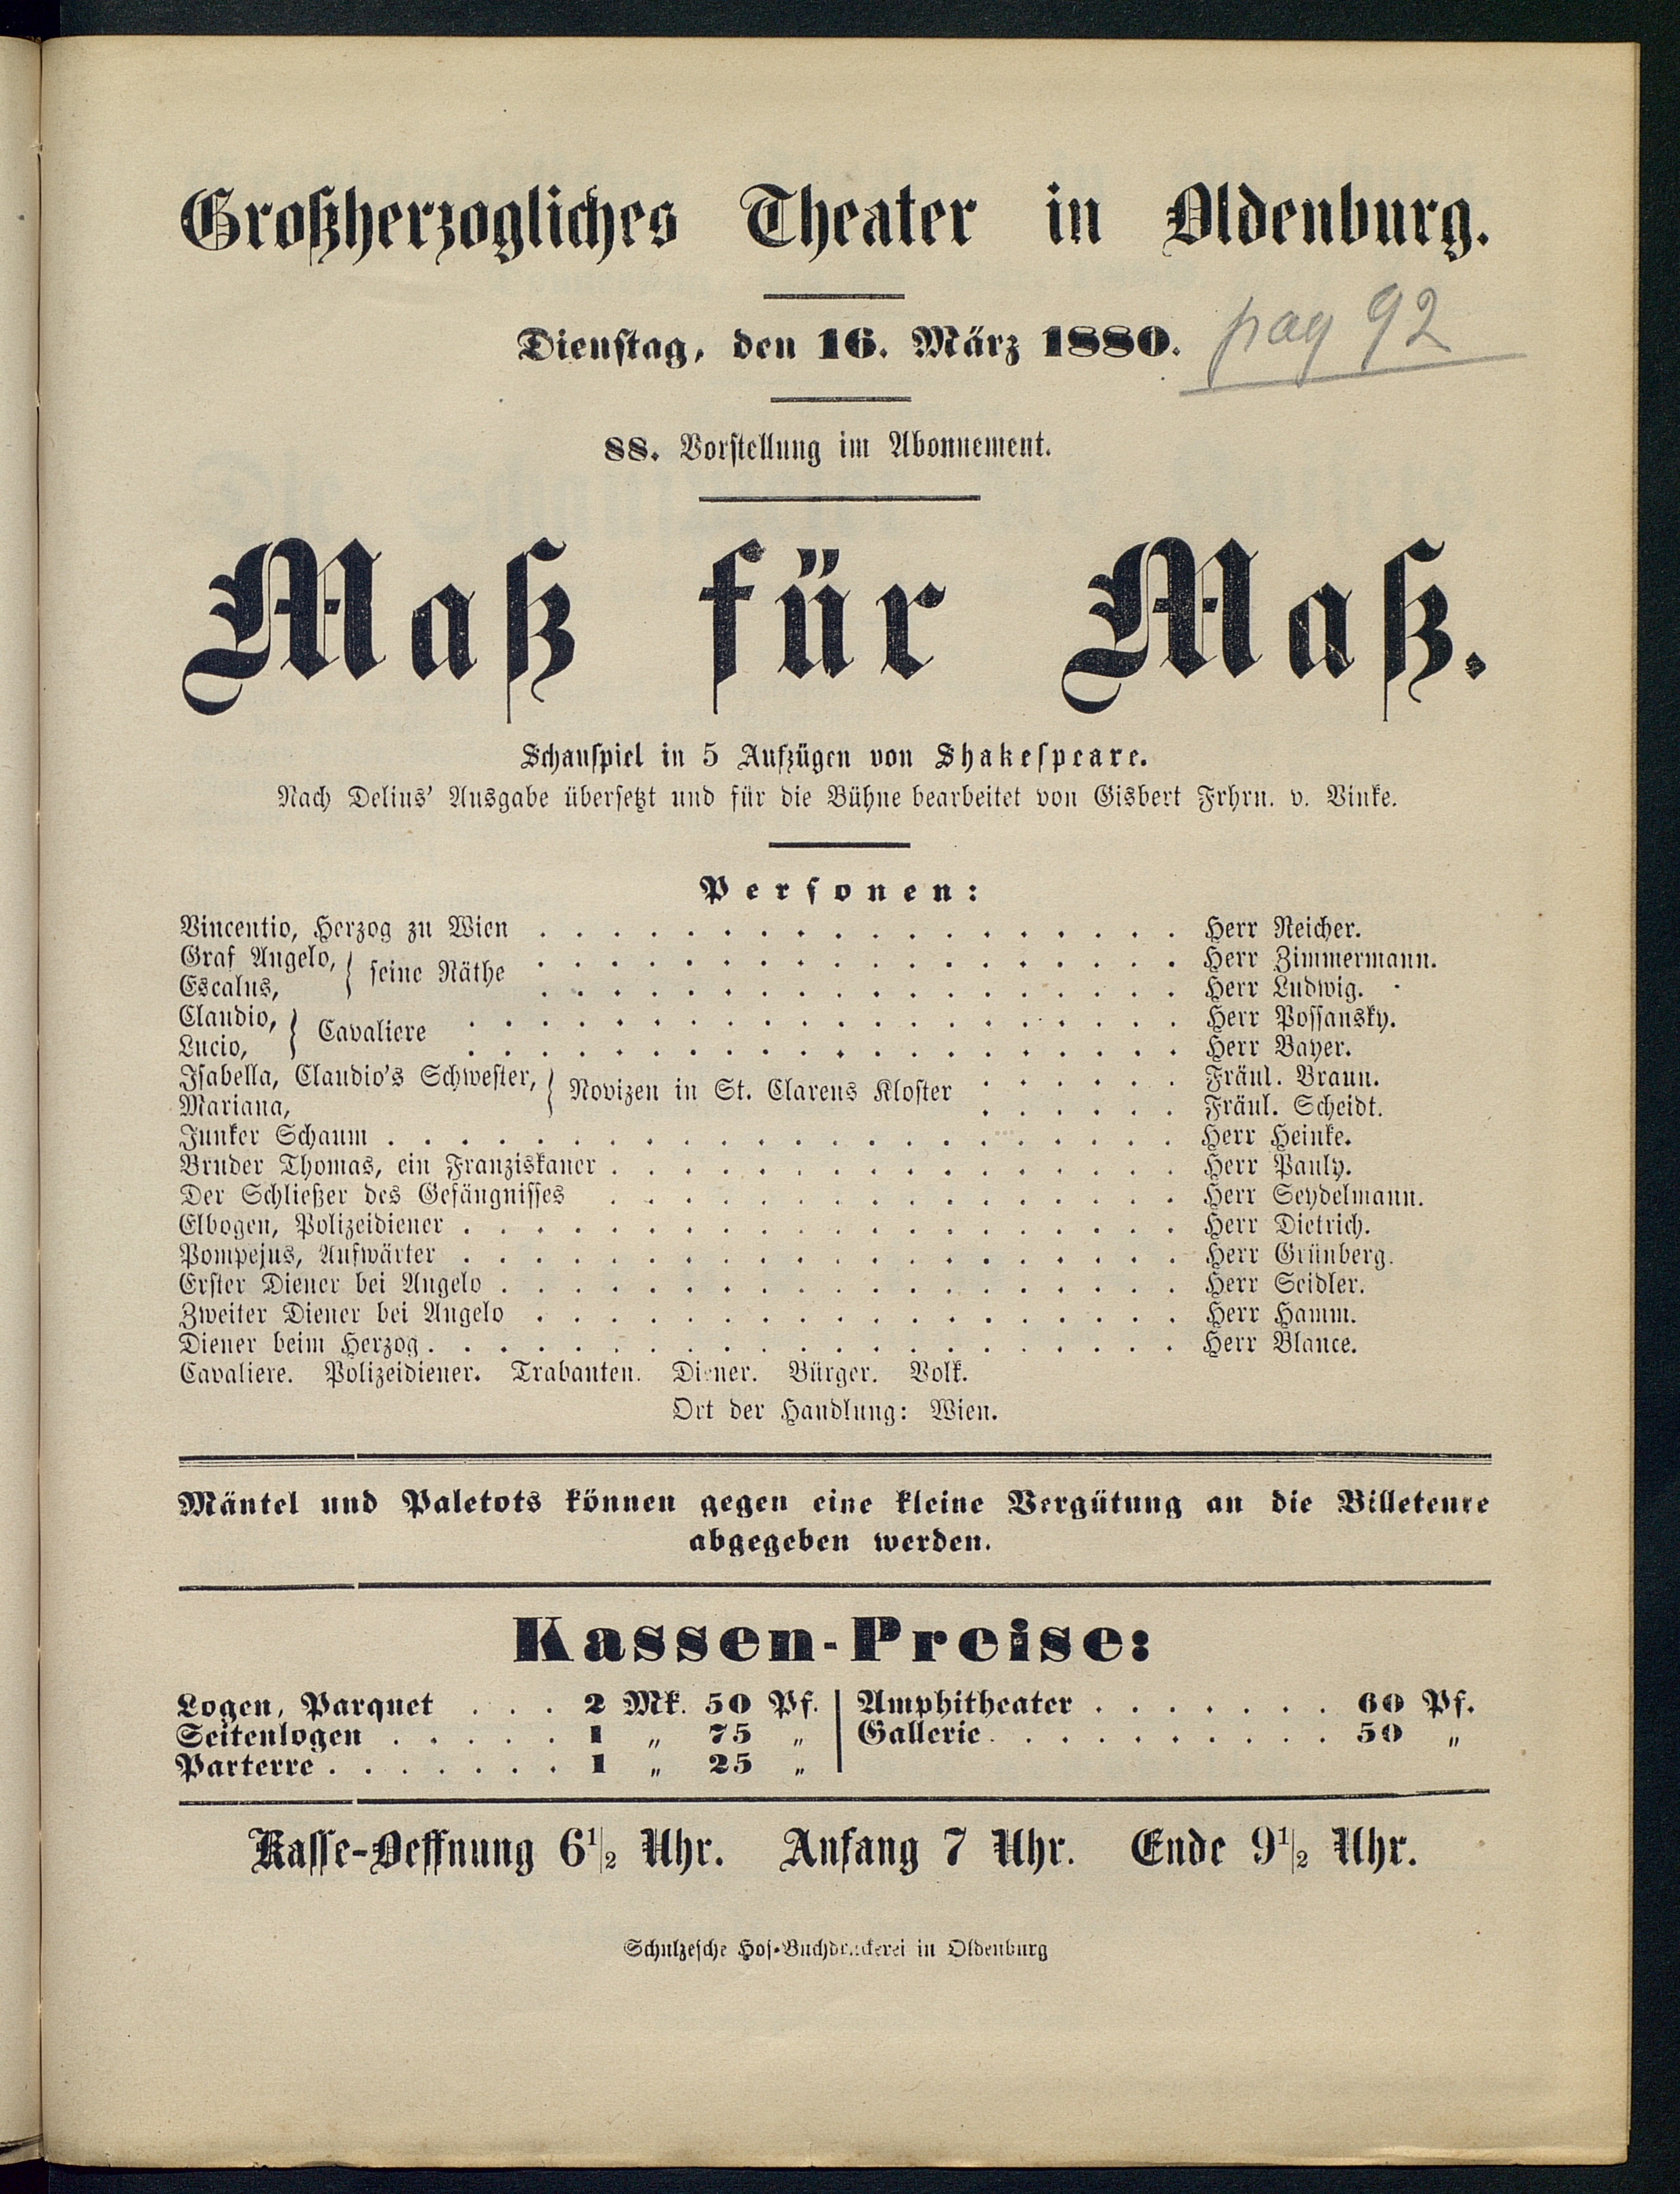 Großherzogliches Theater in Oldenburg.
Dienstag, den 16. März 1880.
pag 92
88. Vorstellung im Abonnement.
Maß für Maß.
Schauspiel in 5 Aufzügen von Shakespeare.
Nach Delius' Ausgabe übersetzt und für die Bühne bearbeitet von Gisbert Frhrn. v. Vinke.
Personen:
Vincentio, Herzog zu Wien . . . . . . . . . . . . . . . . . . Herr Reicher.
Graf Angelo, } seine Räthe . . . . . . . . . . . . . . . . . . Herr Zimmermann.
Escalus, . . . . . . . . . . . . . . . . . . Herr Ludwig.
Claudio, } Cavaliere . . . . . . . . . . . . . . . . . . . . Herr Possansky.
Lucio, . . . . . . . . . . . . . . . . . . . . Herr Bayer.
Isabella, Claudio's Schwester, } Novizen in St. Clarens Kloster . . . . . . Fräul. Braun.
Mariana, . . . . . . Fräul. Scheidt.
Junker Schaum . . . . . . . . . . . . . . . . . . . . . . Herr Heinke.
Bruder Thomas, ein Franziskaner . . . . . . . . . . . . . . . . Herr Pauly.
Der Schließer des Gefängnisses . . . . . . . . . . . . . . . . Herr Seydelmann.
Elbogen, Polizeidiener . . . . . . . . . . . . . . . . . . . . Herr Dietrich.
Pompejus, Aufwärter . . . . . . . . . . . . . . . . . . . . Herr Grünberg.
Erster Diener bei Angelo . . . . . . . . . . . . . . . . . . . Herr Seidler.
Zweiter Diener bei Angelo . . . . . . . . . . . . . . . . . . Herr Hamm.
Diener beim Herzog . . . . . . . . . . . . . . . . . . . . . Herr Blance.
Cavaliere. Polizeidiener. Trabanten. Diener. Bürger. Volk.
Ort der Handlung: Wien.
Mäntel und Paletots können gegen eine kleine Vergütung an die Billeteure
abgegeben werden.
Kassen-Preise:
Logen, Parquet . . . 2 Mk. 50 Pf.
Seitenlogen . . . . . 1 „ 75 „
Parterre . . . . . . . 1 „ 25 „
Amphitheater . . . . . . . 60 Pf.
Gallerie . . . . . . . . . . 50 „
Kasse-Oeffnung 6 1/2 Uhr. Anfang 7 Uhr. Ende 9 1/2 Uhr.
Schulzesche Hof-Buchdruckerei in Oldenburg